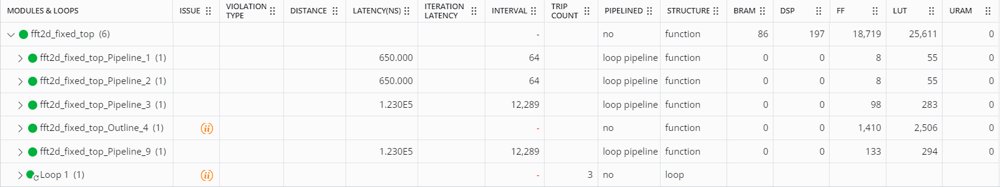 MODULES & LOOPS ISSUE VIOLATION TYPE DISTANCE LATENCY(NS) ITERATION LATENCY INTERVAL TRIP COUNT PIPELINED STRUCTURE BRAM DSP FF LUT URAM
fft2d_fixed_top (6) - no function 86 197 18,719 25,611 0
fft2d_fixed_top_Pipeline_1 (1) 650.000 64 loop pipeline function 0 0 8 55 0
fft2d_fixed_top_Pipeline_2 (1) 650.000 64 loop pipeline function 0 0 8 55 0
fft2d_fixed_top_Pipeline_3 (1) 1.230E5 12,289 loop pipeline function 0 0 98 283 0
fft2d_fixed_top_Outline_4 (1) ii - no function 0 0 1,410 2,506 0
fft2d_fixed_top_Pipeline_9 (1) 1.230E5 12,289 loop pipeline function 0 0 133 294 0
Loop 1 (1) ii - 3 no loop